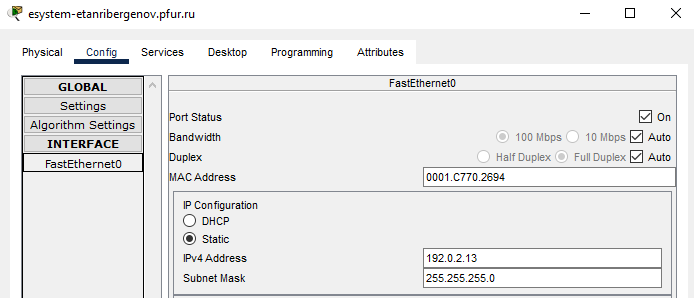 esystem-etanribergenov.pfur.ru
Physical Config Services Desktop Programming Attributes
GLOBAL
Settings
Algorithm Settings
INTERFACE
FastEthernet0
FastEthernet0
Port Status On
Bandwidth 100 Mbps 10 Mbps Auto
Duplex Half Duplex Full Duplex Auto
MAC Address 0001.C770.2694
IP Configuration
DHCP
Static
IPv4 Address 192.0.2.13
Subnet Mask 255.255.255.0